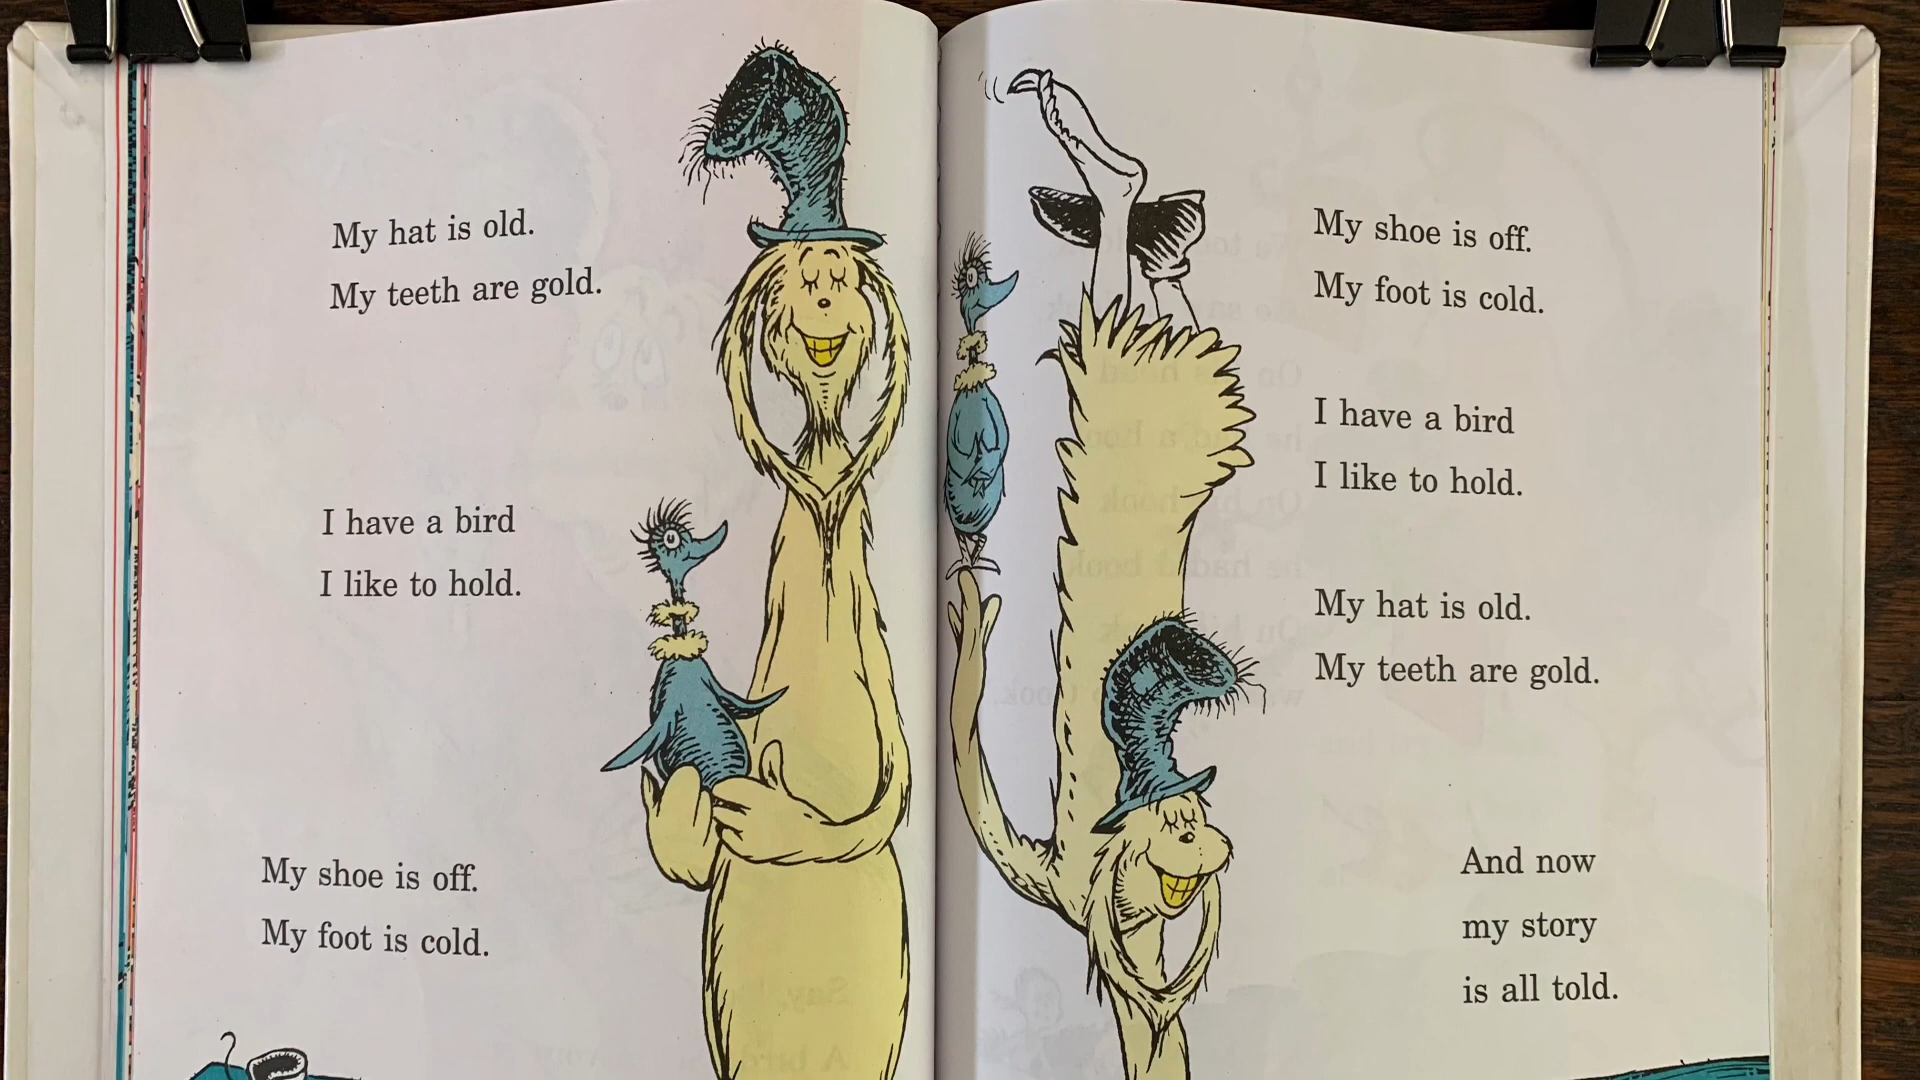 My hat is old.
My teeth are gold.
I have a bird
I like to hold.
My shoe is off.
My foot is cold.
My shoe is off.
My foot is cold.
I have a bird
I like to hold.
My hat is old.
My teeth are gold.
And now
my story
is all told.